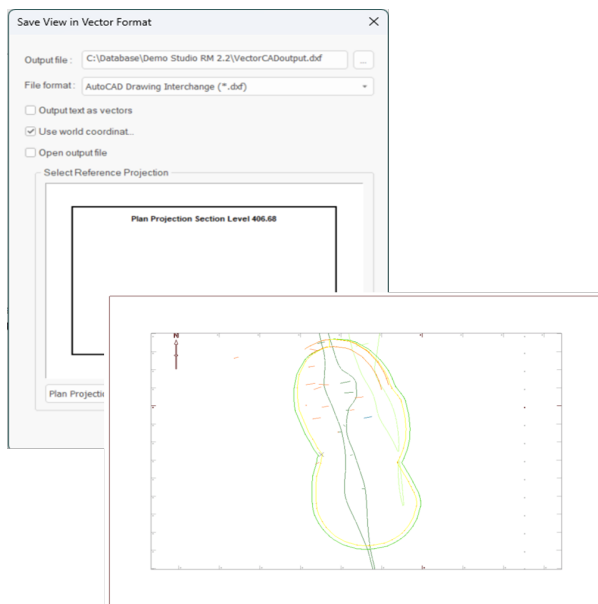 Save View in Vector Format
Output file :
C:\Database\Demo Studio RM 2.2\VectorCADoutput.dxf
...
File format :
AutoCAD Drawing Interchange (*.dxf)
Output text as vectors
Use world coordinat...
Open output file
Select Reference Projection
Plan Projection Section Level 406.68
Plan Projecti
N